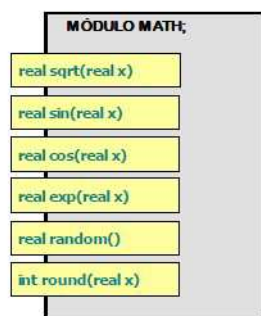 MÓDULO MATH;
real sqrt(real x)
real sin(real x)
real cos(real x)
real exp(real x)
real random()
int round(real x)